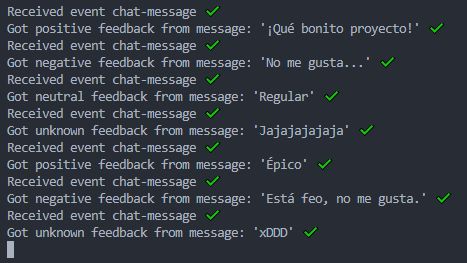 Received event chat-message ✓
Got positive feedback from message: '¡Qué bonito proyecto!' ✓
Received event chat-message ✓
Got negative feedback from message: 'No me gusta...' ✓
Received event chat-message ✓
Got neutral feedback from message: 'Regular' ✓
Received event chat-message ✓
Got unknown feedback from message: 'Jajajajajaja' ✓
Received event chat-message ✓
Got positive feedback from message: 'Épico' ✓
Received event chat-message ✓
Got negative feedback from message: 'Está feo, no me gusta.' ✓
Received event chat-message ✓
Got unknown feedback from message: 'xDDD' ✓